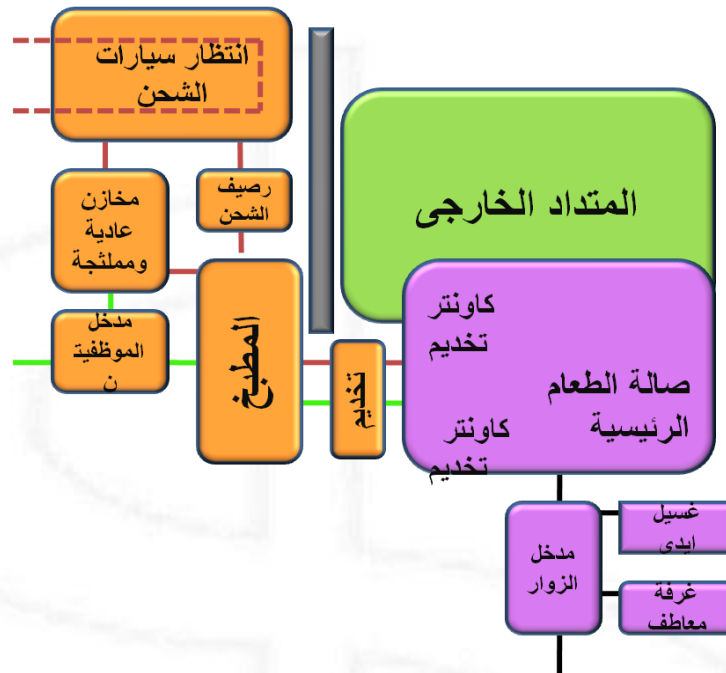 انتظار سيارات
الشحن
مخازن
عادية
ومملثجة
رصيف
الشحن
المتداد الخارجى
مدخل
الموظفيت
ن
المطبخ
تخديم
كاونتر
تخديم
صالة الطعام
الرئيسية
كاونتر
تخديم
مدخل
الزوار
غسيل
ايدى
غرفة
معاطف